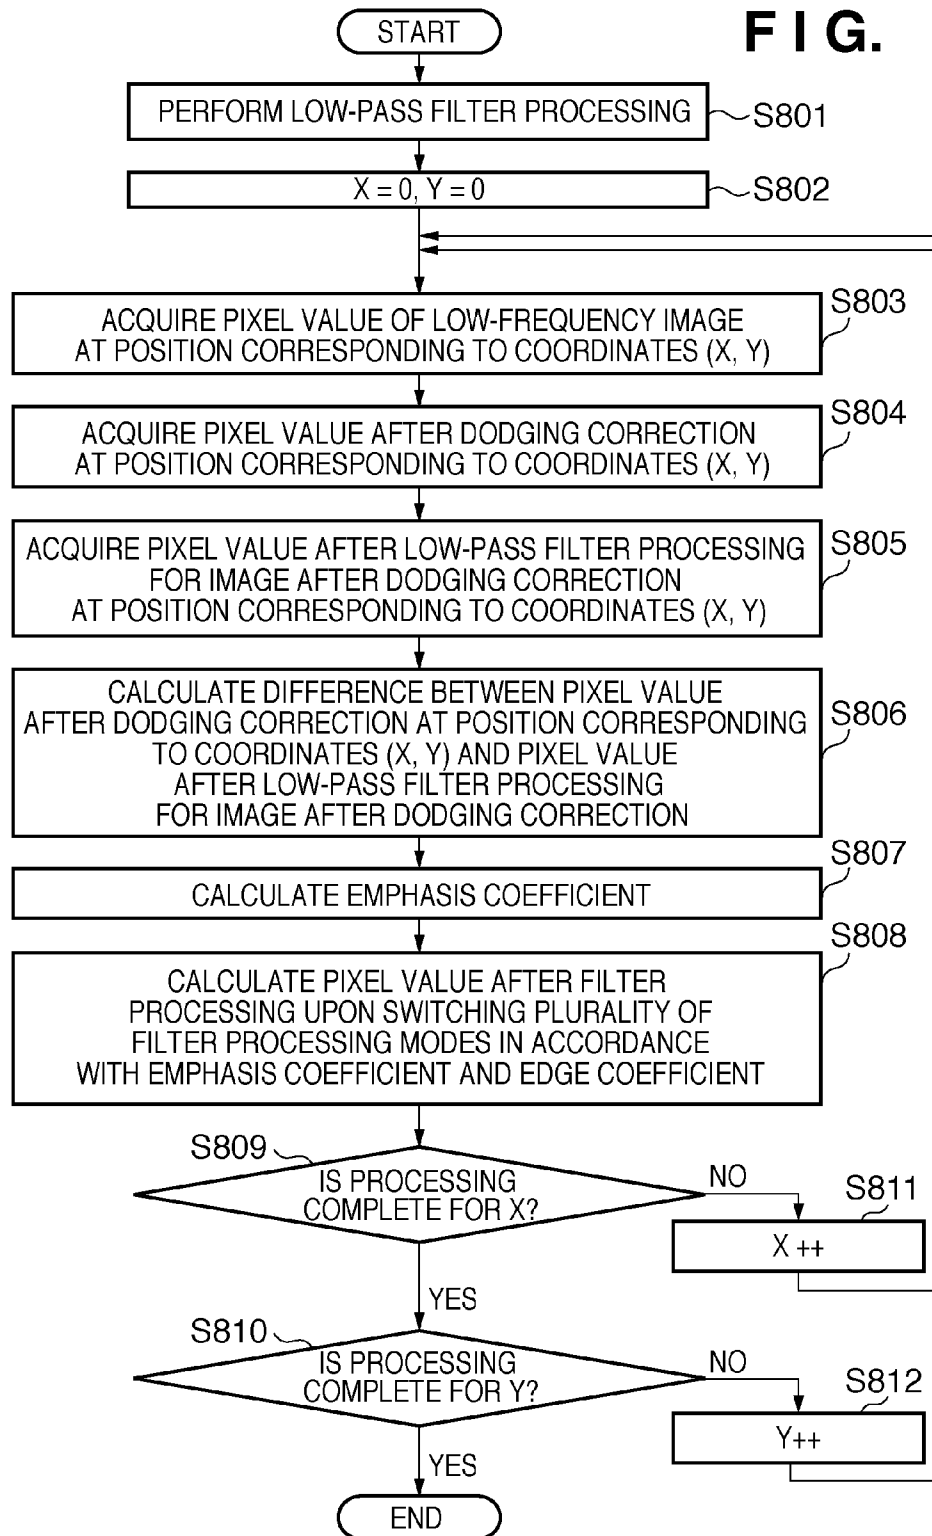 FIG.
START
PERFORM LOW-PASS FILTER PROCESSING
S801
X = 0, Y = 0
S802
S803
ACQUIRE PIXEL VALUE OF LOW-FREQUENCY IMAGE
AT POSITION CORRESPONDING TO COORDINATES (X, Y)
S804
ACQUIRE PIXEL VALUE AFTER DODGING CORRECTION
AT POSITION CORRESPONDING TO COORDINATES (X, Y)
S805
ACQUIRE PIXEL VALUE AFTER LOW-PASS FILTER PROCESSING
FOR IMAGE AFTER DODGING CORRECTION
AT POSITION CORRESPONDING TO COORDINATES (X, Y)
S806
CALCULATE DIFFERENCE BETWEEN PIXEL VALUE
AFTER DODGING CORRECTION AT POSITION CORRESPONDING
TO COORDINATES (X, Y) AND PIXEL VALUE
AFTER LOW-PASS FILTER PROCESSING
FOR IMAGE AFTER DODGING CORRECTION
S807
CALCULATE EMPHASIS COEFFICIENT
S808
CALCULATE PIXEL VALUE AFTER FILTER
PROCESSING UPON SWITCHING PLURALITY OF
FILTER PROCESSING MODES IN ACCORDANCE
WITH EMPHASIS COEFFICIENT AND EDGE COEFFICIENT
S809
IS PROCESSING
COMPLETE FOR X?
NO
S811
X ++
YES
S810
IS PROCESSING
COMPLETE FOR Y?
NO
S812
Y++
YES
END